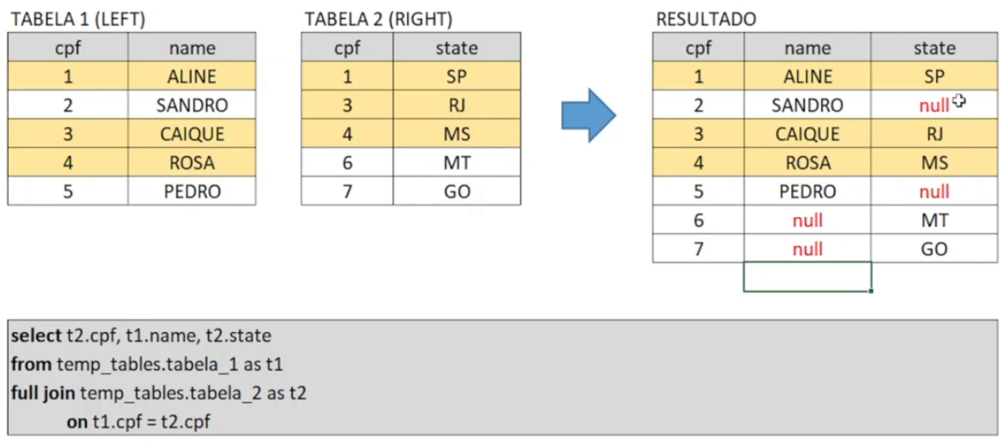 TABELA 1 (LEFT)
cpf name
1 ALINE
2 SANDRO
3 CAIQUE
4 ROSA
5 PEDRO
TABELA 2 (RIGHT)
cpf state
1 SP
3 RJ
4 MS
6 MT
7 GO
RESULTADO
cpf name state
1 ALINE SP
2 SANDRO null
3 CAIQUE RJ
4 ROSA MS
5 PEDRO null
6 null MT
7 null GO
select t2.cpf, t1.name, t2.state
from temp_tables.tabela_1 as t1
full join temp_tables.tabela_2 as t2
on t1.cpf = t2.cpf